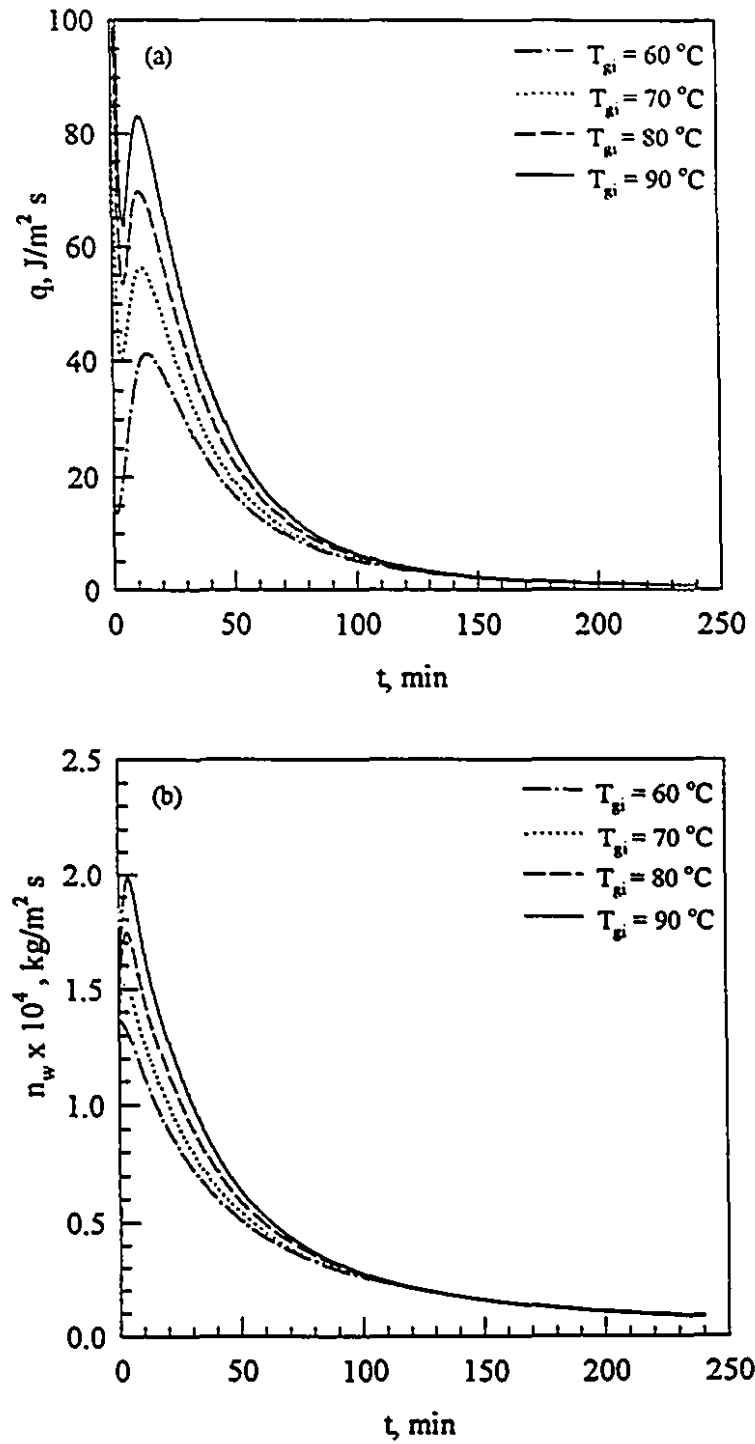 100
(a)
T_gi = 60 °C
T_gi = 70 °C
80
T_gi = 80 °C
T_gi = 90 °C
60
q, J/m² s
40
20
0
0 50 100 150 200 250
t, min
2.5
(b)
T_gi = 60 °C
T_gi = 70 °C
T_gi = 80 °C
2.0
T_gi = 90 °C
1.5
n_w x 10⁴ , kg/m² s
1.0
0.5
0.0
0 50 100 150 200 250
t, min